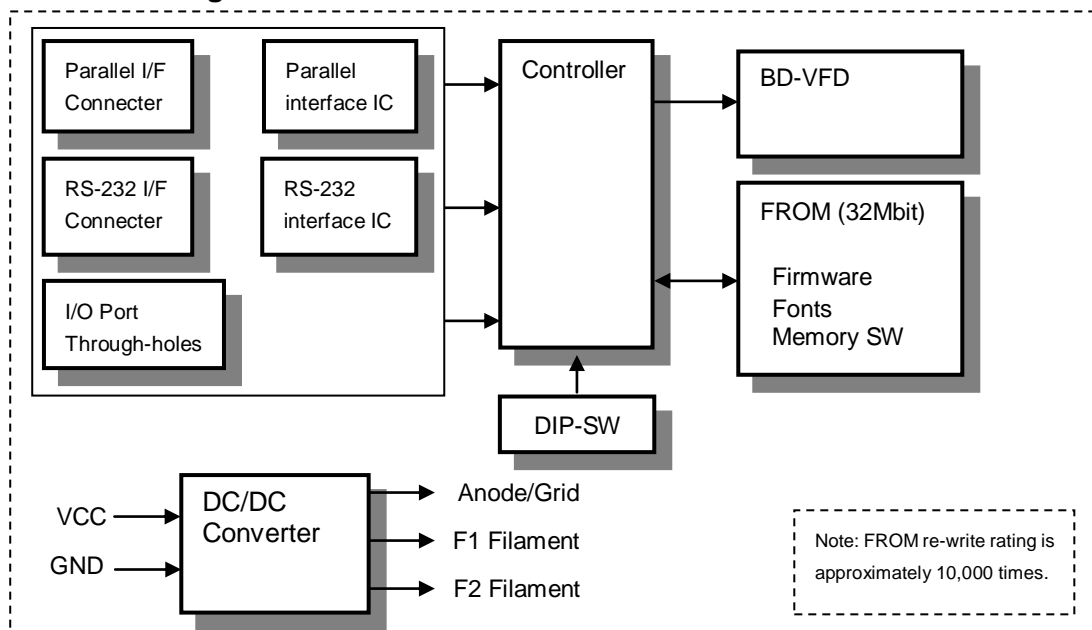 Parallel I/F
Connecter
Parallel
interface IC
RS-232 I/F
Connecter
RS-232
interface IC
I/O Port
Through-holes
Controller
BD-VFD
FROM (32Mbit)
Firmware
Fonts
Memory SW
DIP-SW
VCC
GND
DC/DC
Converter
Anode/Grid
F1 Filament
F2 Filament
Note: FROM re-write rating is
approximately 10,000 times.